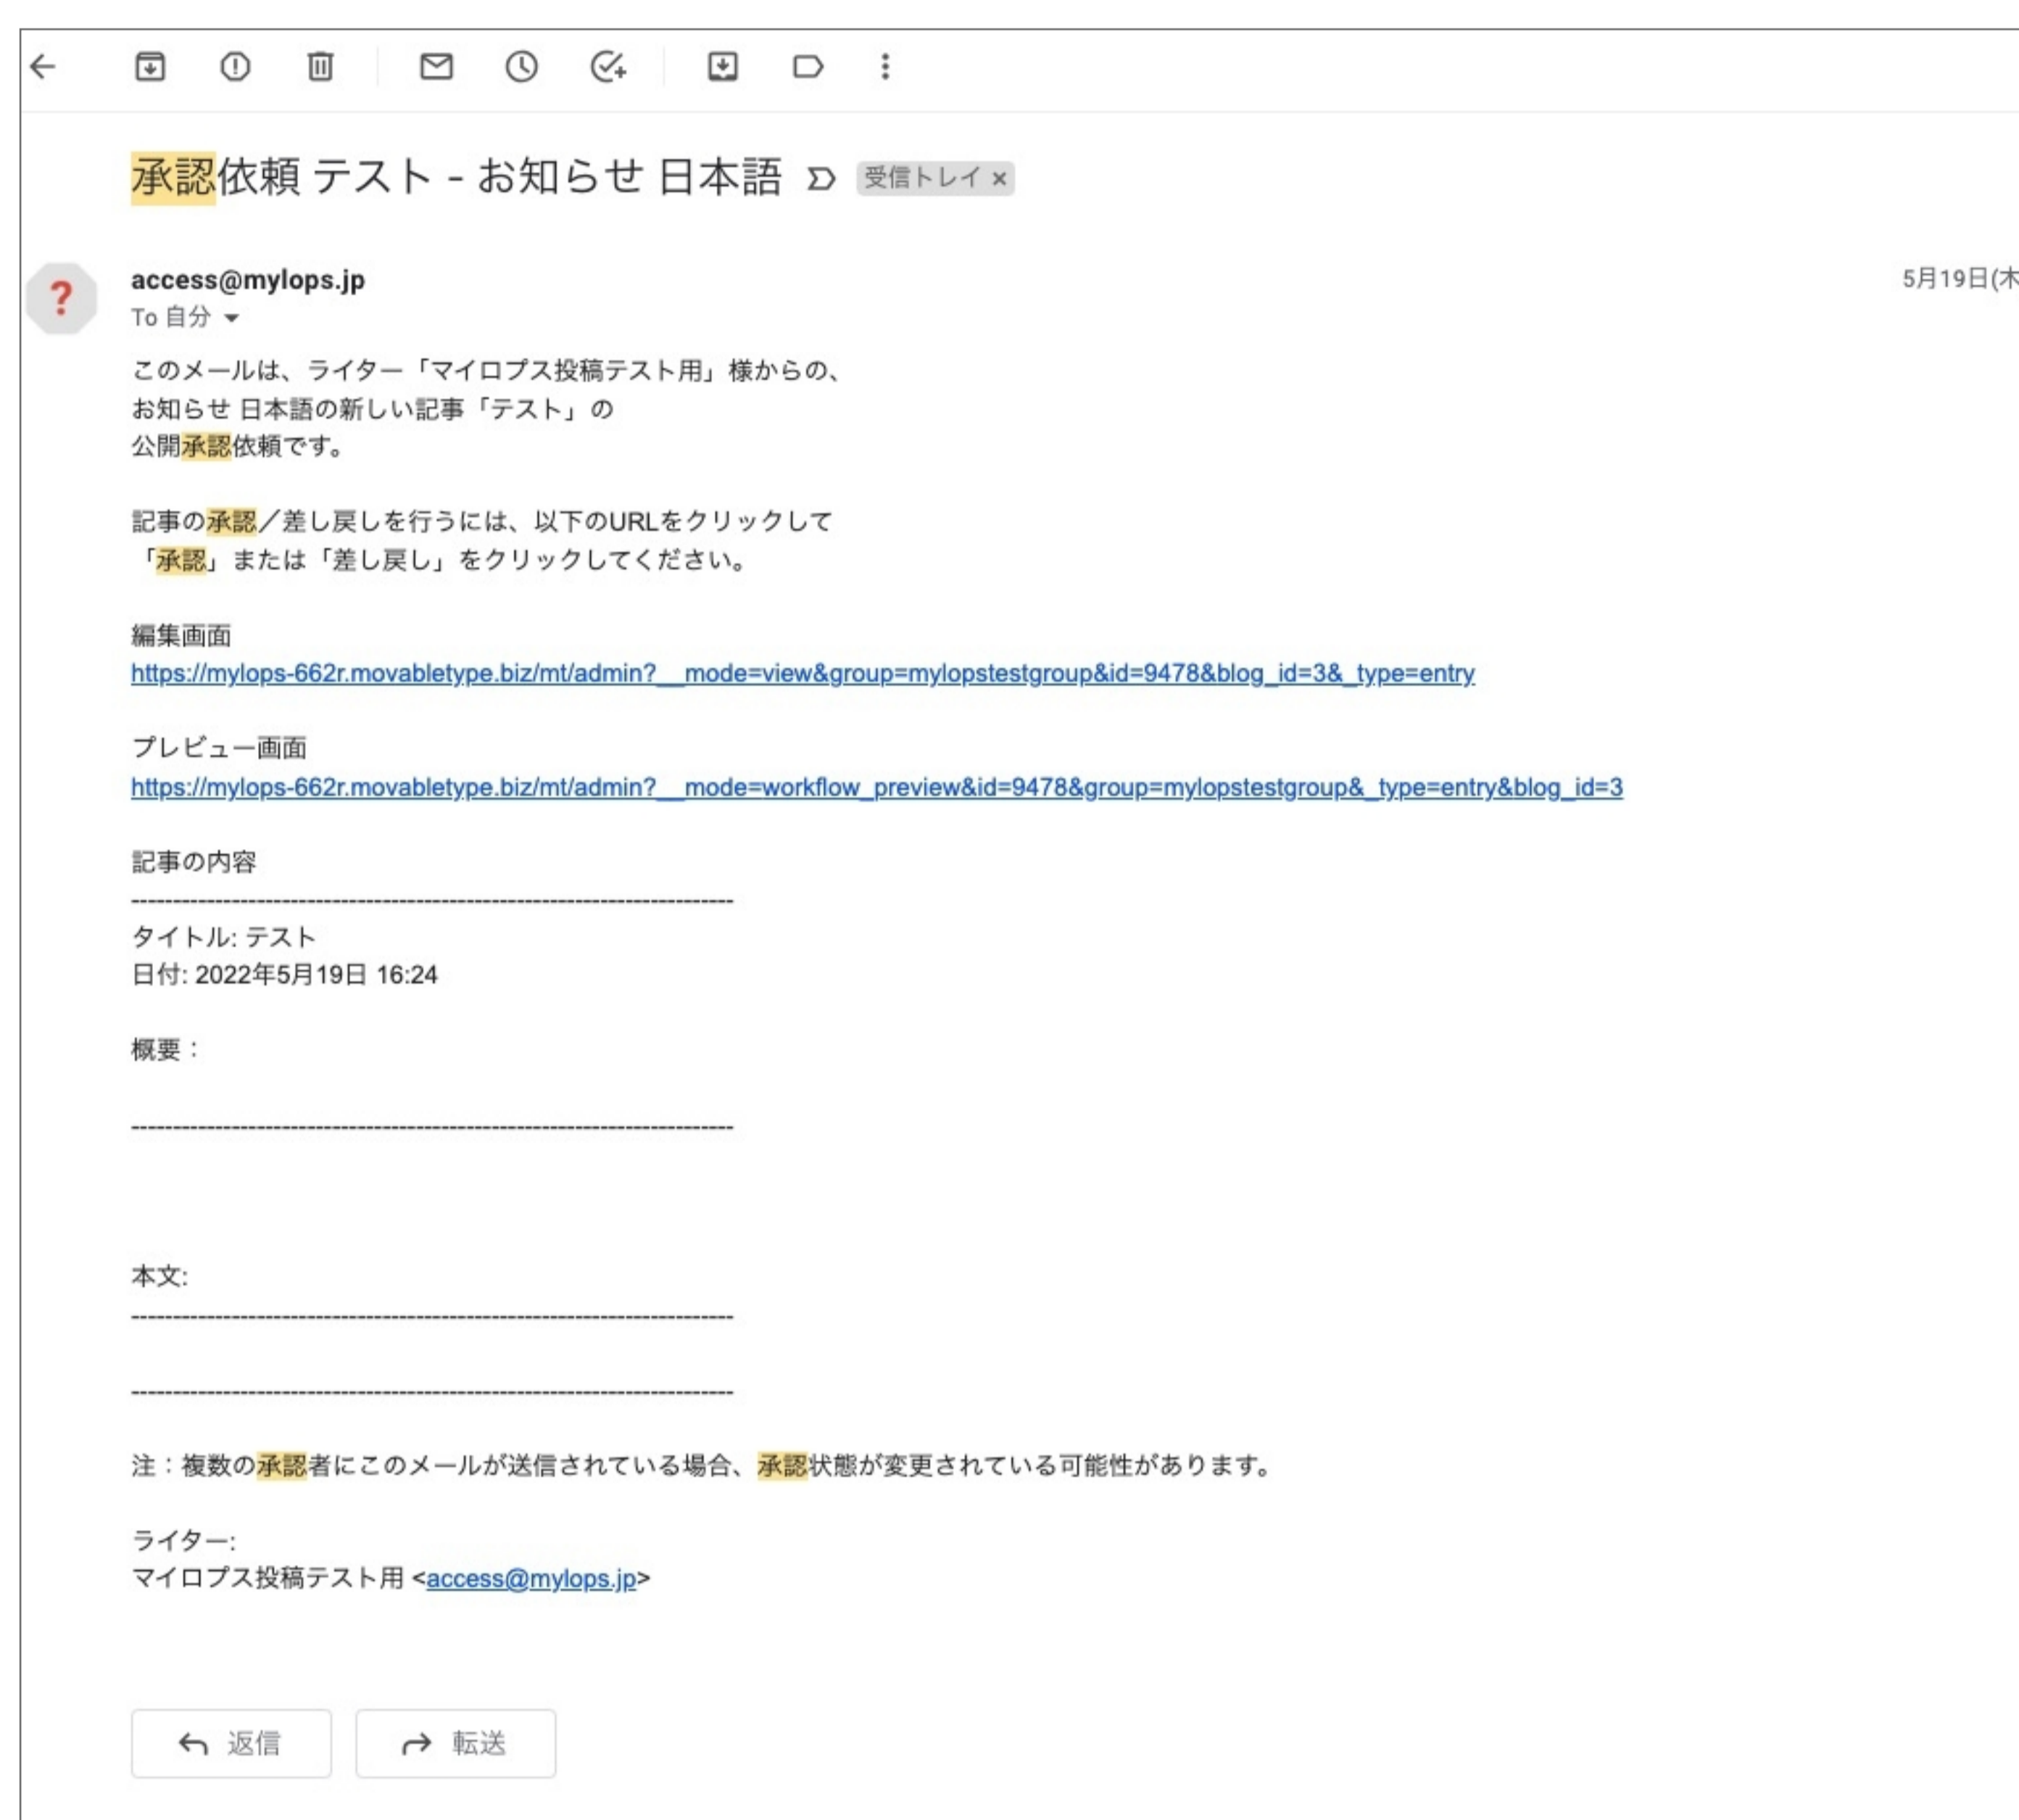 承認依頼 テスト - お知らせ 日本語 受信トレイ ×
access@mylops.jp
5月19日(木
To 自分
?
このメールは、ライター「マイロプス投稿テスト用」様からの、
お知らせ 日本語の新しい記事「テスト」の
公開承認依頼です。
記事の承認／差し戻しを行うには、以下のURLをクリックして
「承認」または「差し戻し」をクリックしてください。
編集画面
https://mylops-662r.movabletype.biz/mt/admin?__mode=view&group=mylopstestgroup&id=9478&blog_id=3&_type=entry
プレビュー画面
https://mylops-662r.movabletype.biz/mt/admin?__mode=workflow_preview&id=9478&group=mylopstestgroup&_type=entry&blog_id=3
記事の内容
------------------------------------------------------------------------
タイトル: テスト
日付: 2022年5月19日 16:24
概要：
------------------------------------------------------------------------
本文:
------------------------------------------------------------------------
------------------------------------------------------------------------
注：複数の承認者にこのメールが送信されている場合、承認状態が変更されている可能性があります。
ライター:
マイロプス投稿テスト用 <access@mylops.jp>
返信 転送